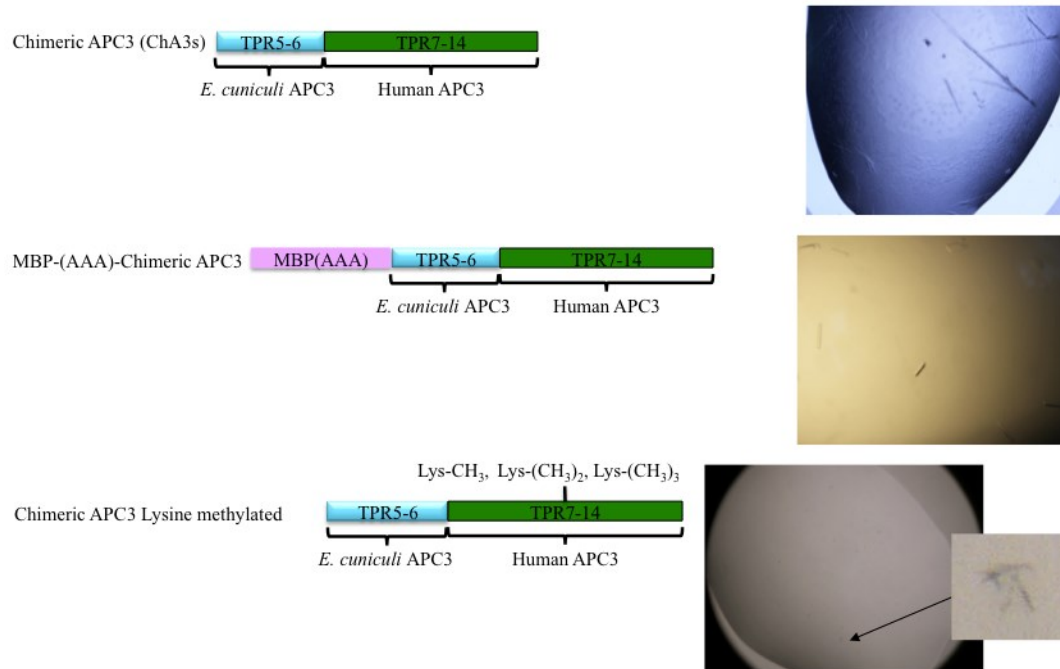 Chimeric APC3 (ChA3s)
TPR5-6
TPR7-14
E. cuniculi APC3
Human APC3
MBP-(AAA)-Chimeric APC3
MBP(AAA)
TPR5-6
TPR7-14
E. cuniculi APC3
Human APC3
Lys-CH₃, Lys-(CH₃)₂, Lys-(CH₃)₃
Chimeric APC3 Lysine methylated
TPR5-6
TPR7-14
E. cuniculi APC3
Human APC3